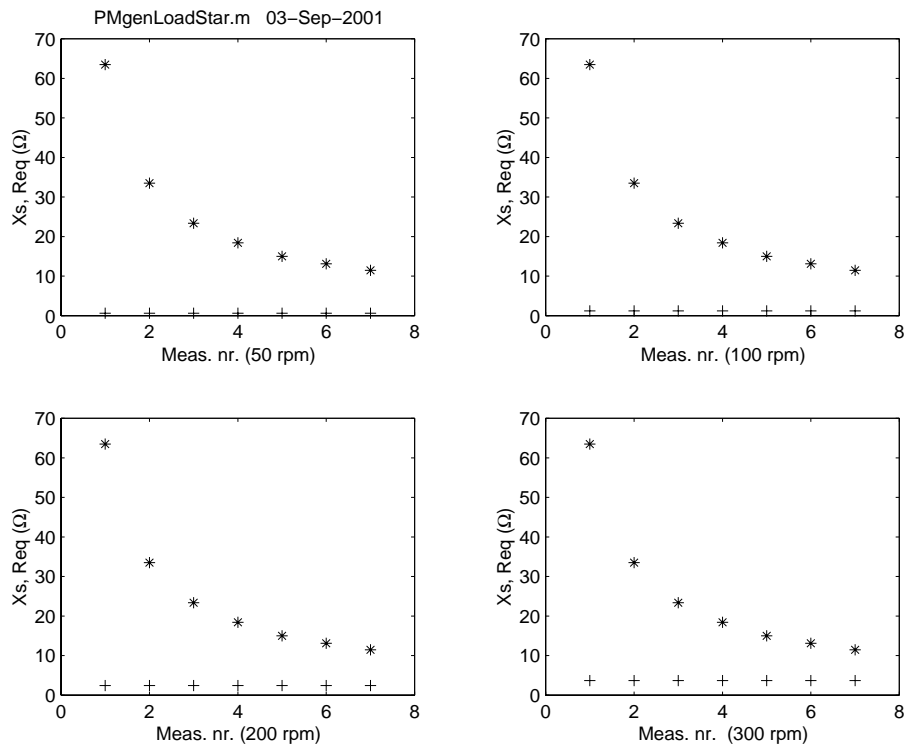 PMgenLoadStar.m 03−Sep−2001
70
60
50
40
30
20
10
0
0 2 4 6 8
Xs, Req (Ω)
Meas. nr. (50 rpm)
70
60
50
40
30
20
10
0
0 2 4 6 8
Xs, Req (Ω)
Meas. nr. (100 rpm)
70
60
50
40
30
20
10
0
0 2 4 6 8
Xs, Req (Ω)
Meas. nr. (200 rpm)
70
60
50
40
30
20
10
0
0 2 4 6 8
Xs, Req (Ω)
Meas. nr. (300 rpm)